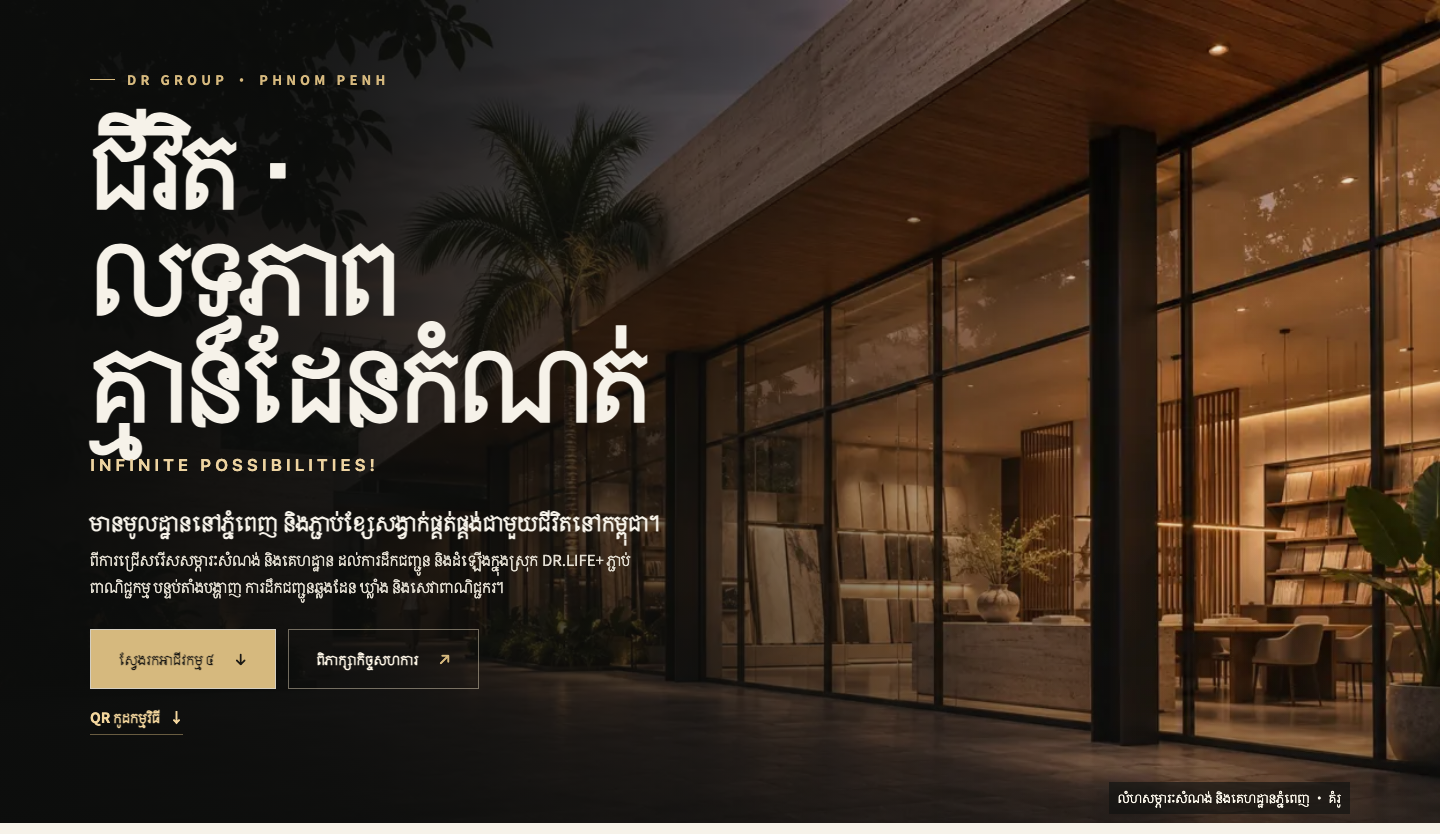 DR GROUP • PHNOM PENH
ជីវិត ·
លទ្ធភាព
គ្មានដែនកំណត់
INFINITE POSSIBILITIES!
មានមូលដ្ឋាននៅភ្នំពេញ និងភ្ជាប់ខ្សែសង្វាក់ផ្គត់ផ្គង់ជាមួយជីវិតនៅកម្ពុជា។
ពីការជ្រើសរើសសម្ភារៈសំណង់ និងគេហដ្ឋាន ដល់ការដឹកជញ្ជូន និងដំឡើងក្នុងស្រុក DR.LIFE+ ភ្ជាប់
ពាណិជ្ជកម្ម បន្ទប់តាំងបង្ហាញ ការដឹកជញ្ជូនឆ្លងដែន ឃ្លាំង និងសេវាពាណិជ្ជករ។
ស្វែងរកអាជីវកម្ម ៤ ↓
ពិភាក្សាកិច្ចសហការ ↗
QR កូដកម្មវិធី ↓
លំហសម្ភារៈសំណង់ និងគេហដ្ឋានភ្នំពេញ • គំរូ